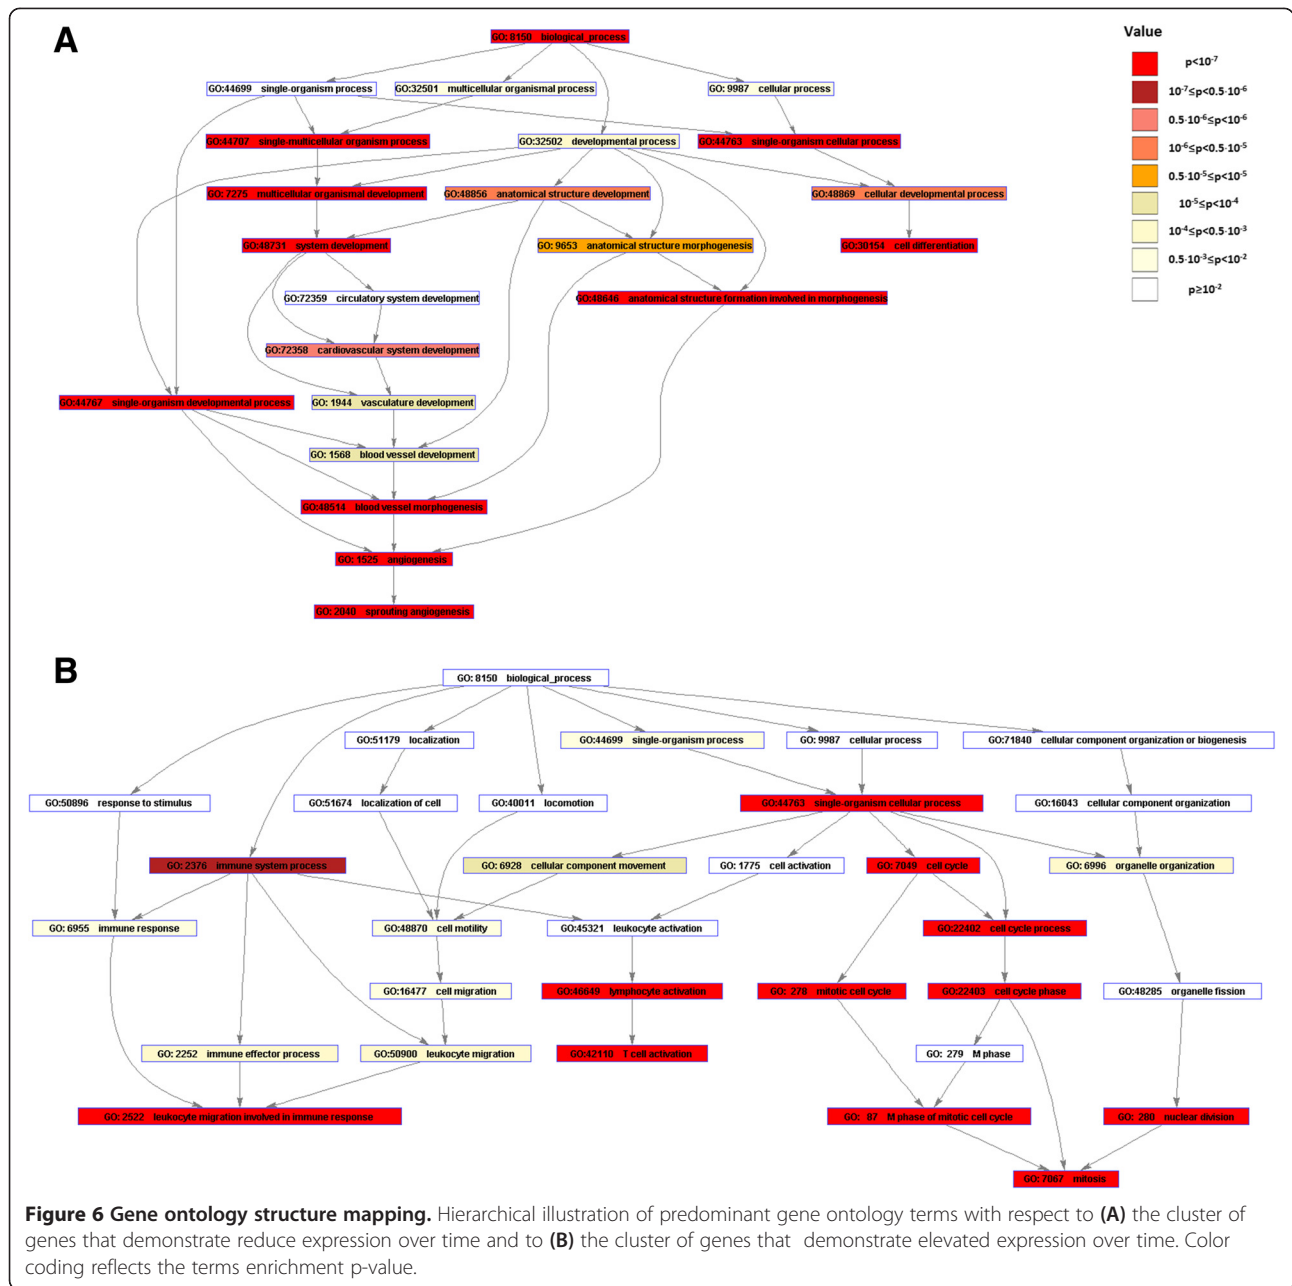 A
GO: 8150 biological_process
GO:44699 single-organism process
GO:32501 multicellular organismal process
GO: 9987 cellular process
GO:44707 single-multicellular organism process
GO:32502 developmental process
GO:44763 single-organism cellular process
GO: 7275 multicellular organismal development
GO:48856 anatomical structure development
GO:48869 cellular developmental process
GO:48731 system development
GO: 9653 anatomical structure morphogenesis
GO:30154 cell differentiation
GO:72359 circulatory system development
GO:48646 anatomical structure formation involved in morphogenesis
GO:72358 cardiovascular system development
GO:44767 single-organism developmental process
GO: 1944 vasculature development
GO: 1568 blood vessel development
GO:48514 blood vessel morphogenesis
GO: 1525 angiogenesis
GO: 2040 sprouting angiogenesis
Value
p<10⁻⁷
10⁻⁷≤p<0.5·10⁻⁶
0.5·10⁻⁶≤p<10⁻⁶
10⁻⁶≤p<0.5·10⁻⁵
0.5·10⁻⁵≤p<10⁻⁵
10⁻⁵≤p<10⁻⁴
10⁻⁴≤p<0.5·10⁻³
0.5·10⁻³≤p<10⁻²
p≥10⁻²
B
GO: 8150 biological_process
GO:51179 localization
GO:44699 single-organism process
GO: 9987 cellular process
GO:71840 cellular component organization or biogenesis
GO:50896 response to stimulus
GO:51674 localization of cell
GO:40011 locomotion
GO:44763 single-organism cellular process
GO:16043 cellular component organization
GO: 2376 immune system process
GO: 6928 cellular component movement
GO: 1775 cell activation
GO: 7049 cell cycle
GO: 6996 organelle organization
GO: 6955 immune response
GO:48870 cell motility
GO:45321 leukocyte activation
GO:22402 cell cycle process
GO:16477 cell migration
GO:46649 lymphocyte activation
GO: 278 mitotic cell cycle
GO:22403 cell cycle phase
GO:48285 organelle fission
GO: 2252 immune effector process
GO:50900 leukocyte migration
GO:42110 T cell activation
GO: 279 M phase
GO: 2522 leukocyte migration involved in immune response
GO: 87 M phase of mitotic cell cycle
GO: 280 nuclear division
GO: 7067 mitosis
Figure 6 Gene ontology structure mapping. Hierarchical illustration of predominant gene ontology terms with respect to (A) the cluster of
genes that demonstrate reduce expression over time and to (B) the cluster of genes that demonstrate elevated expression over time. Color
coding reflects the terms enrichment p-value.